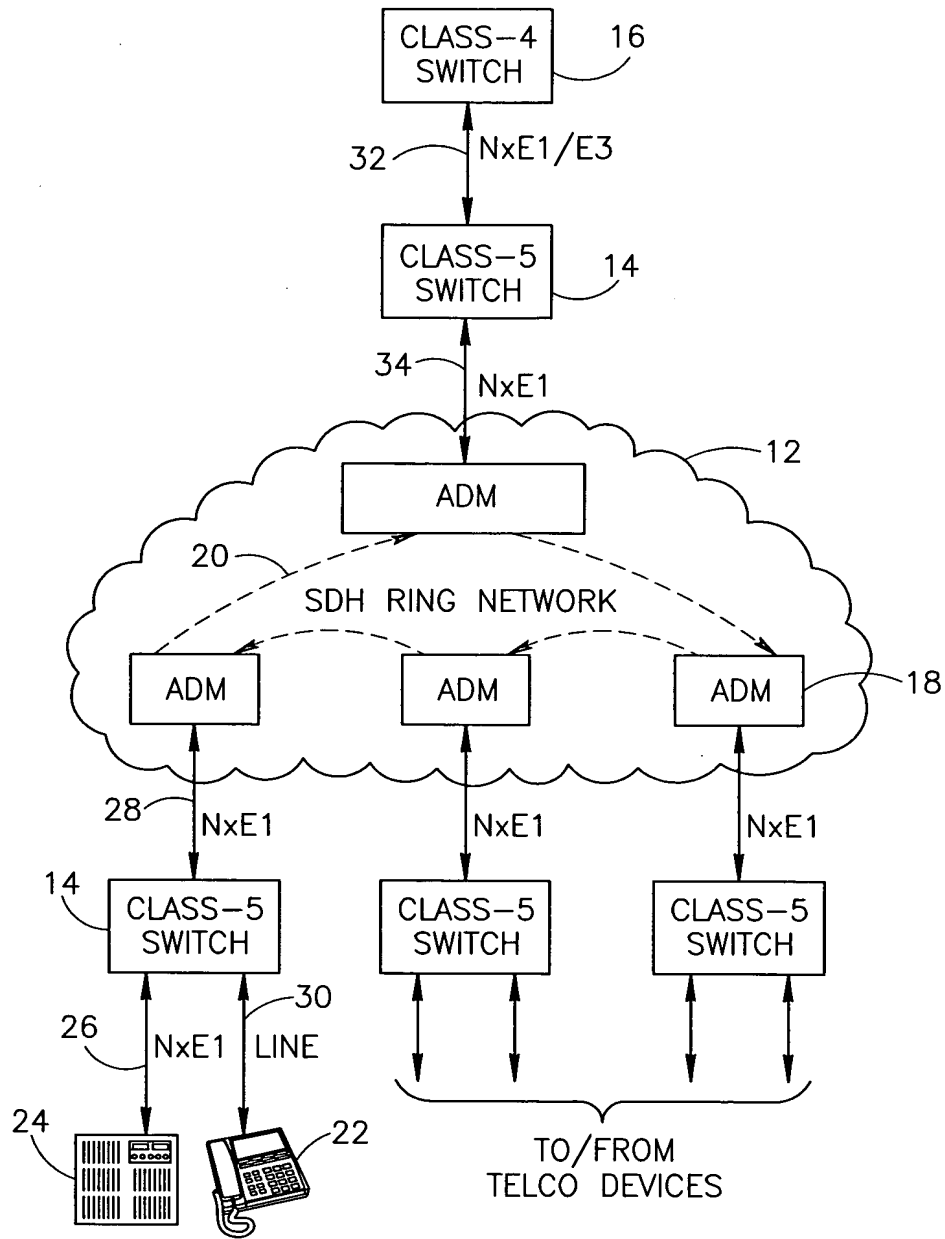 CLASS-4
SWITCH
16
32
NxE1/E3
CLASS-5
SWITCH
14
34
NxE1
12
ADM
20
SDH RING NETWORK
ADM
ADM
ADM
18
28
NxE1
NxE1
NxE1
14
CLASS-5
SWITCH
CLASS-5
SWITCH
CLASS-5
SWITCH
30
26
NxE1
LINE
24
22
TO/FROM
TELCO DEVICES